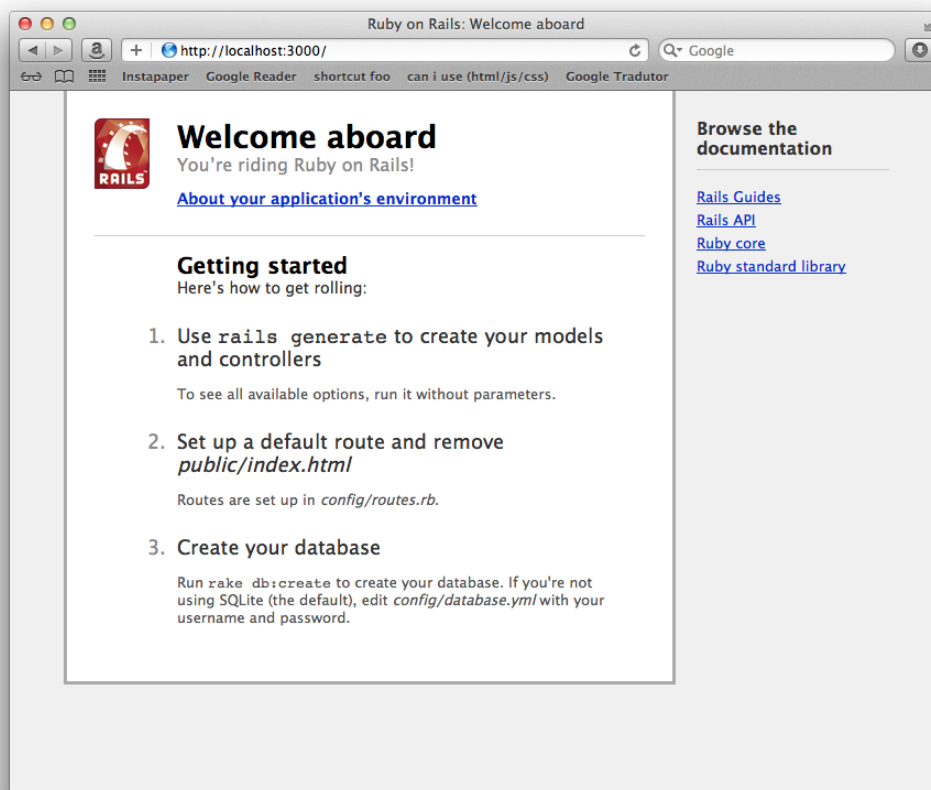 Ruby on Rails: Welcome aboard
http://localhost:3000/
Google
Instapaper Google Reader shortcut foo can i use (html/js/css) Google Tradutor
RAILS
Welcome aboard
You're riding Ruby on Rails!
About your application's environment
Getting started
Here's how to get rolling:
1. Use rails generate to create your models
and controllers
To see all available options, run it without parameters.
2. Set up a default route and remove
public/index.html
Routes are set up in config/routes.rb.
3. Create your database
Run rake db:create to create your database. If you're not
using SQLite (the default), edit config/database.yml with your
username and password.
Browse the
documentation
Rails Guides
Rails API
Ruby core
Ruby standard library